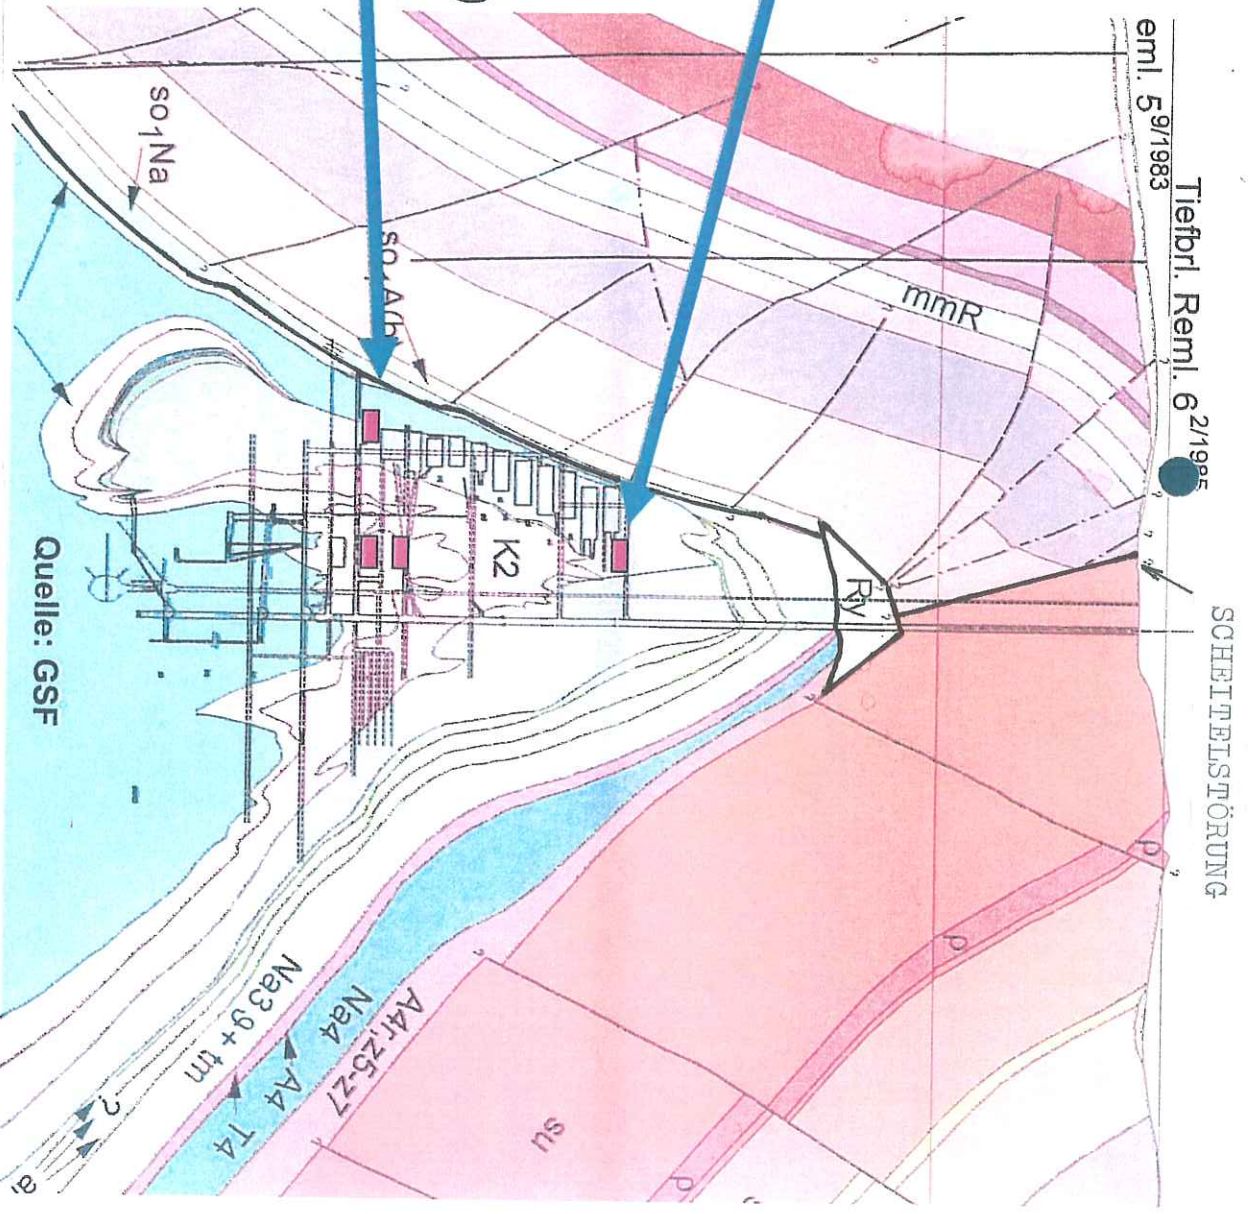 eml. 5 9/1983
Tiefbrl. Reml. 6 2/1985
SCHEITELSTÖRUNG
so1Na
mmR
Ry
K2
Quelle: GSF
Na3 g+tm
Na4
A4r,z5-z7
A4
T4
?
su
ρ
ρ
ρ